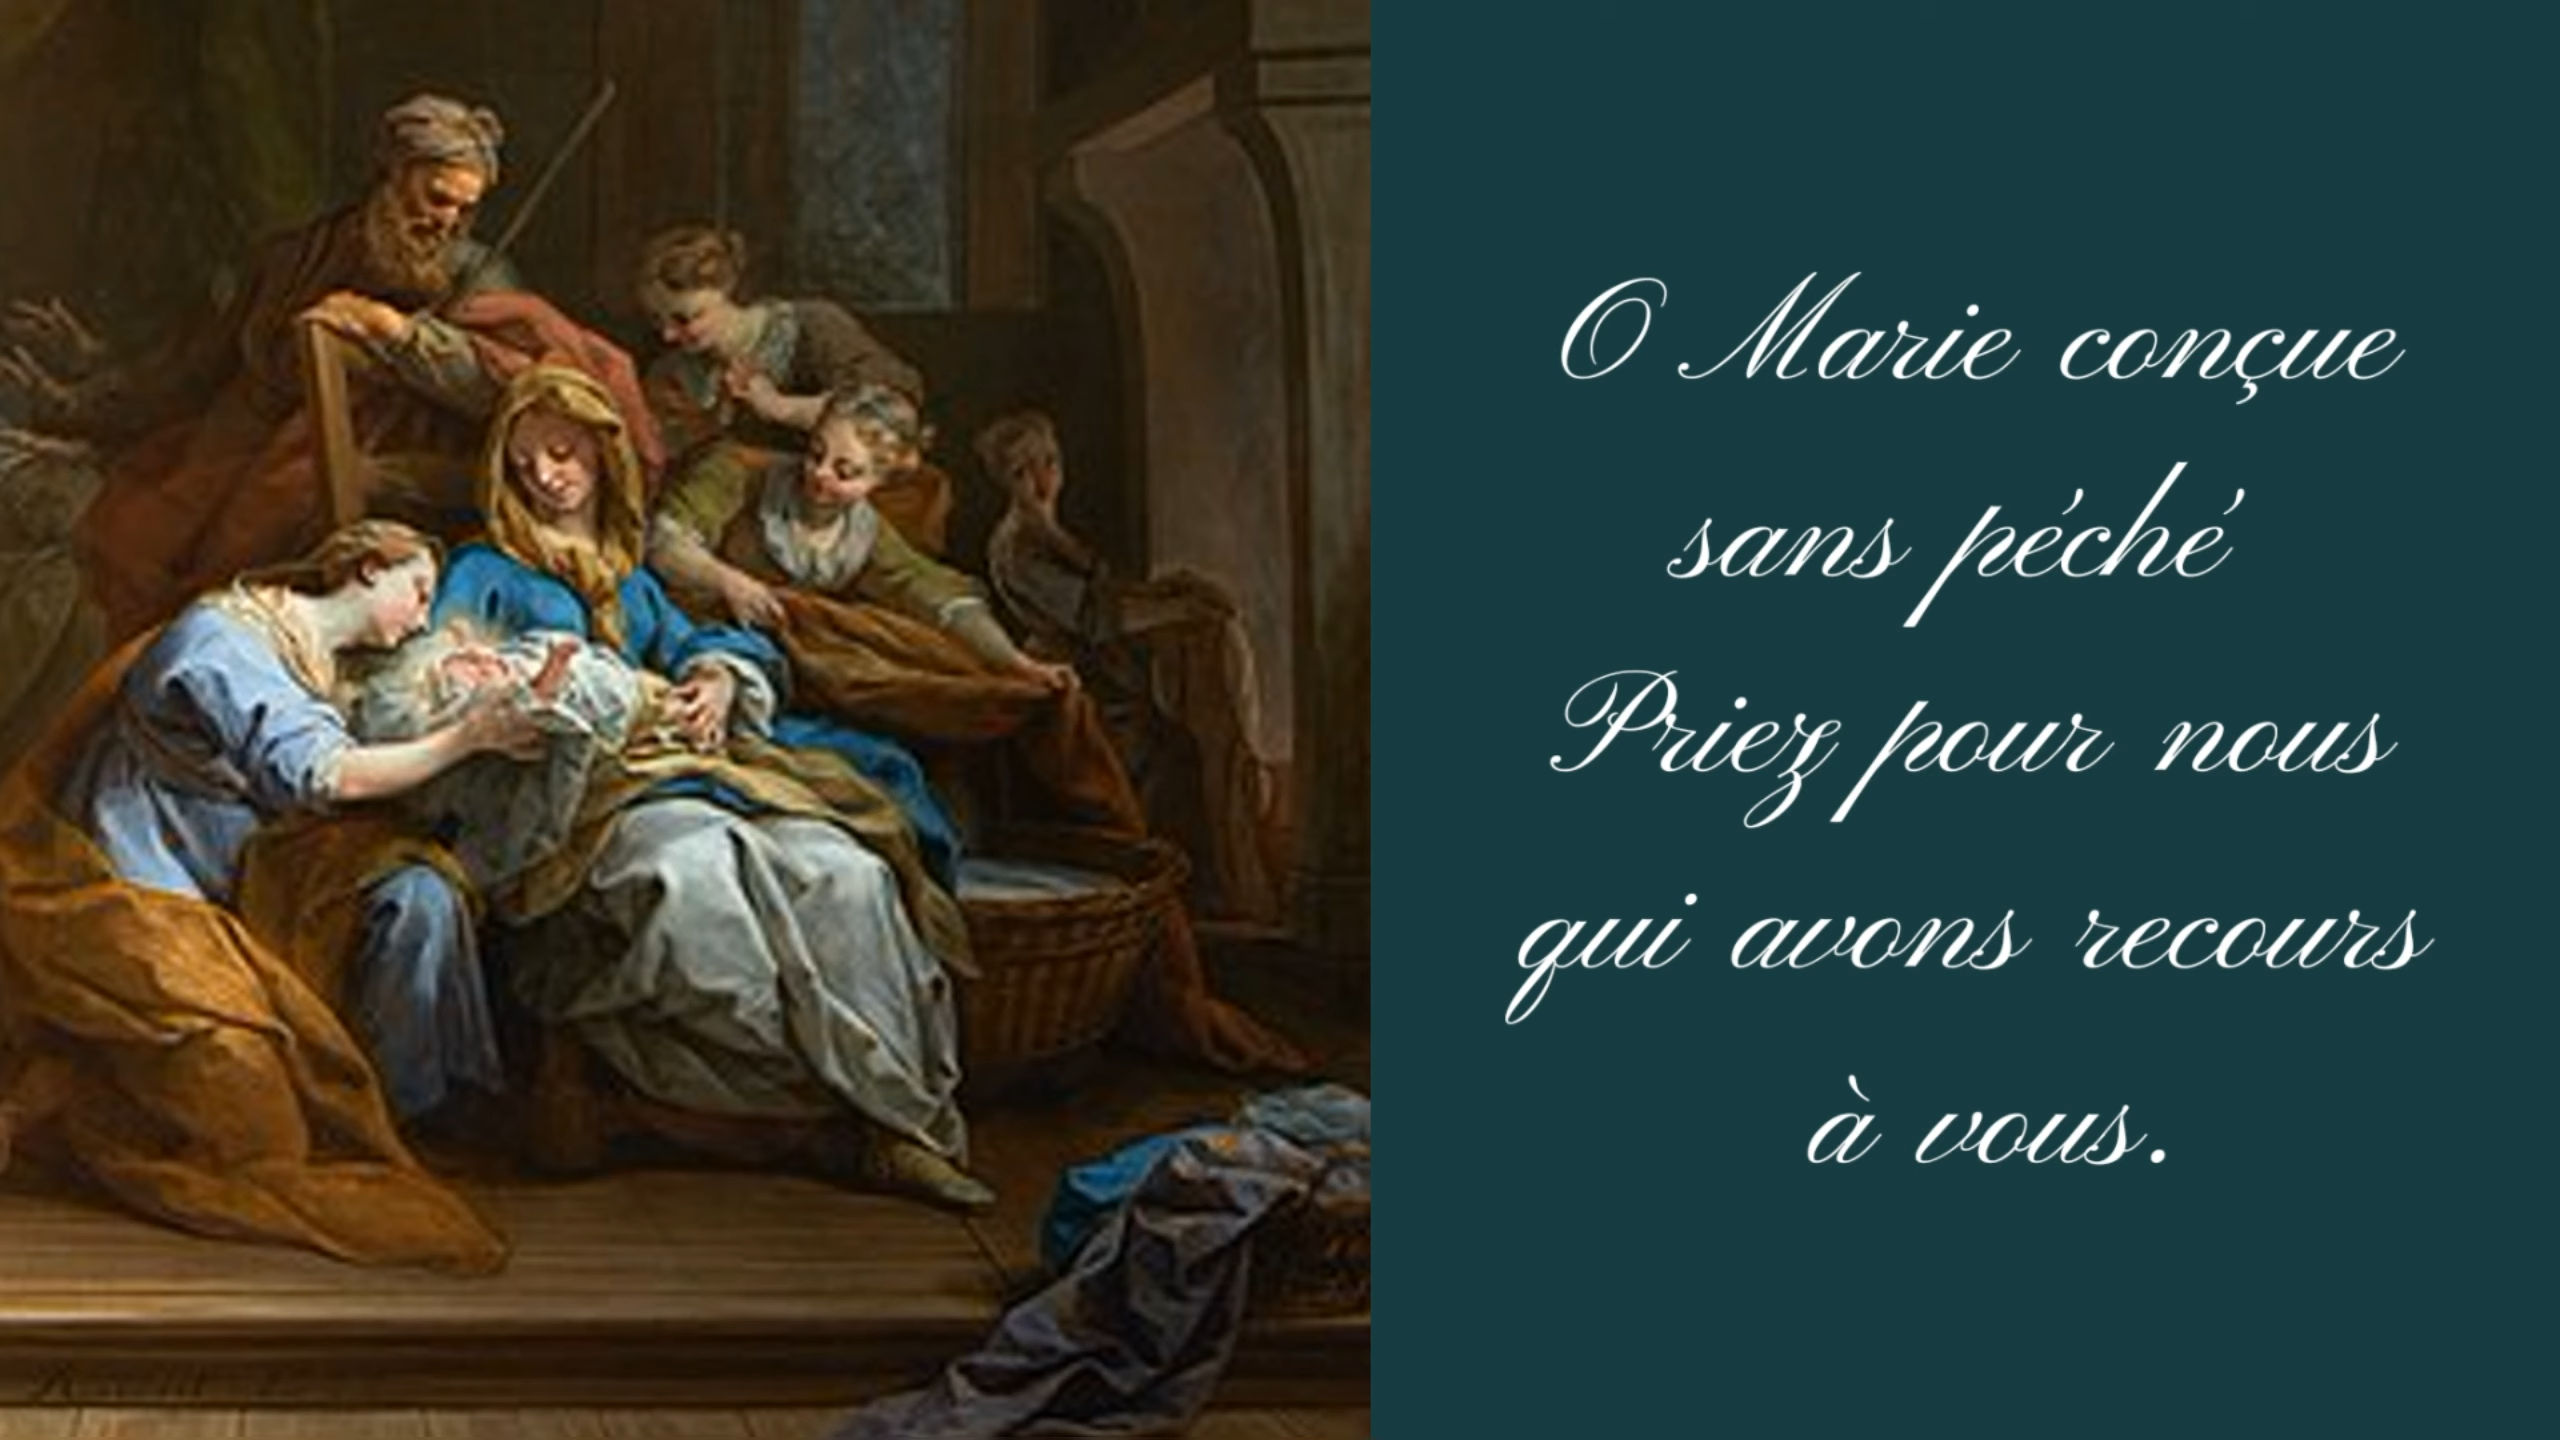 O Marie conçue
sans péché
Priez pour nous
qui avons recours
à vous.